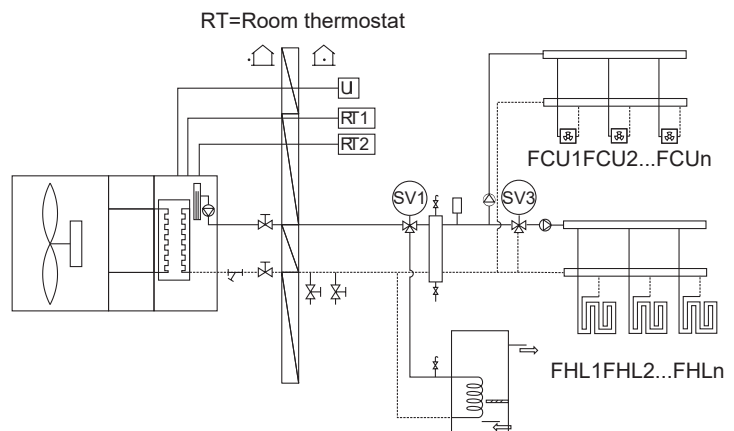 RT=Room thermostat
U
RT1
RT2
SV1
SV3
FCU1FCU2...FCUn
FHL1FHL2...FHLn